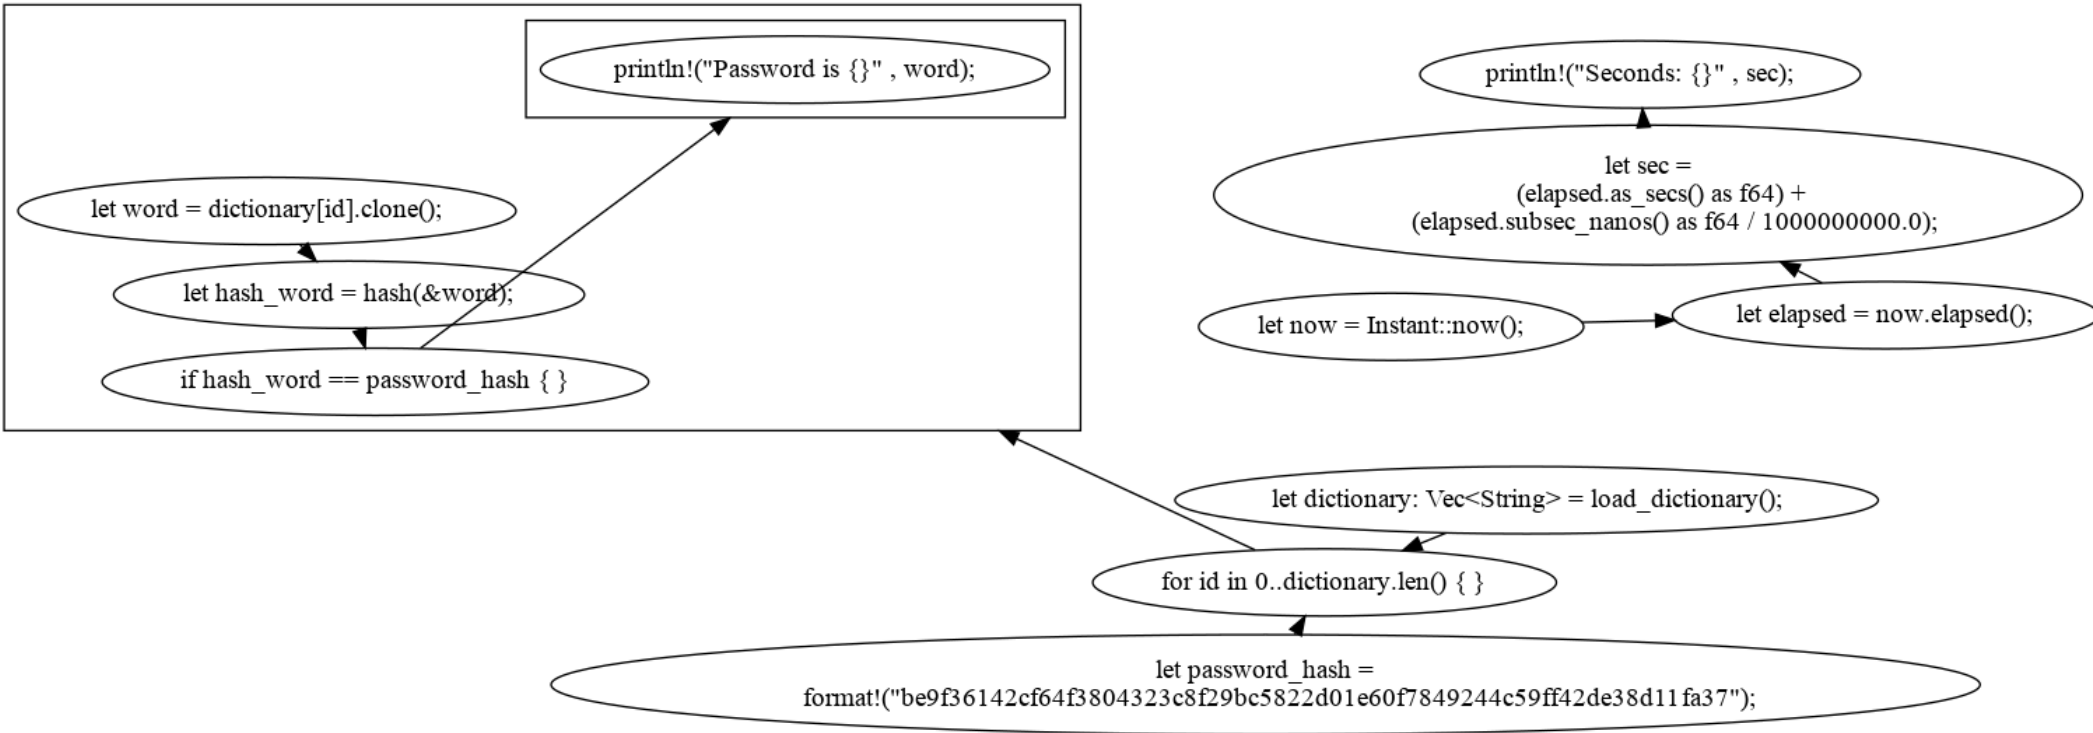 println!("Password is {}" , word);
let word = dictionary[id].clone();
let hash_word = hash(&word);
if hash_word == password_hash { }
println!("Seconds: {}" , sec);
let sec =
(elapsed.as_secs() as f64) +
(elapsed.subsec_nanos() as f64 / 1000000000.0);
let now = Instant::now();
let elapsed = now.elapsed();
let dictionary: Vec<String> = load_dictionary();
for id in 0..dictionary.len() { }
let password_hash =
format!("be9f36142cf64f3804323c8f29bc5822d01e60f7849244c59ff42de38d11fa37");